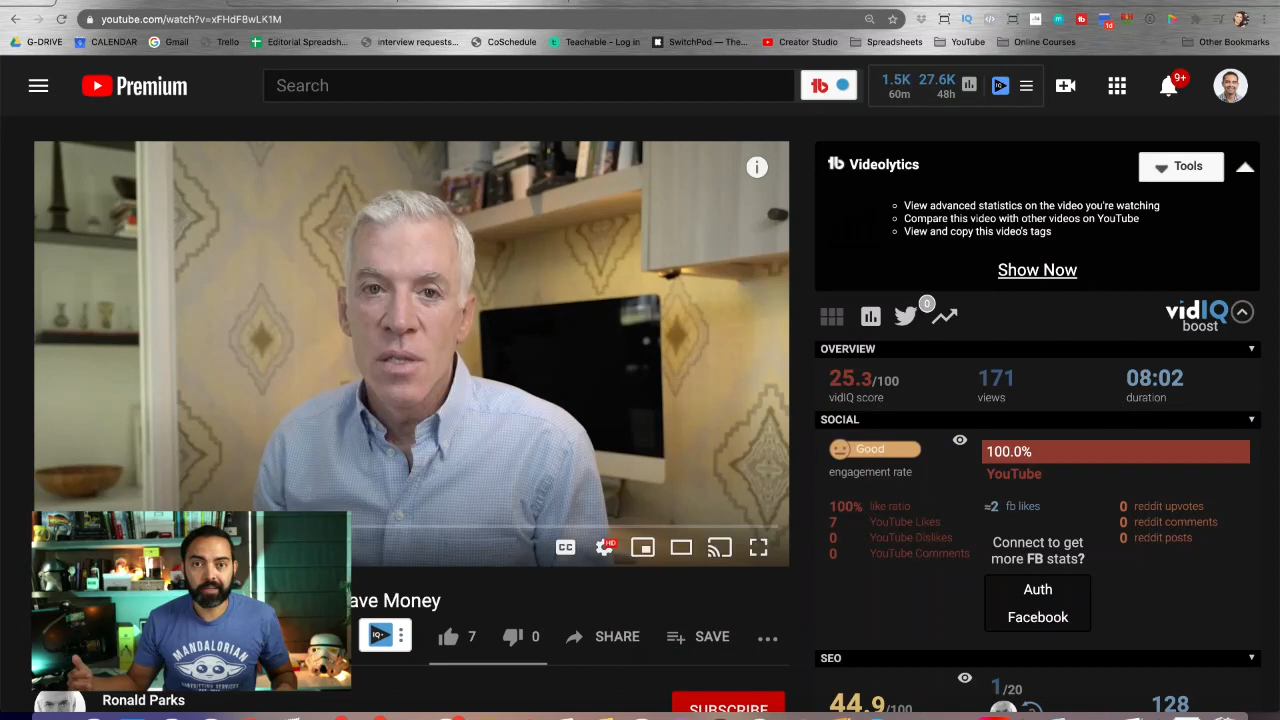 youtube.com/watch?v=xFHdF8wLK1M
G-DRIVE CALENDAR Gmail Trello Editorial Spreadsh... interview requests... CoSchedule Teachable - Log in SwitchPod — The... Creator Studio Spreadsheets YouTube Online Courses Other Bookmarks
Premium Search 1.5K 27.6K 9+
60m 48h
Videolytics Tools
View advanced statistics on the video you're watching
Compare this video with other videos on YouTube
View and copy this video's tags
Show Now
0
vidIQ
boost
OVERVIEW
25.3/100 171 08:02
vidIQ score views duration
SOCIAL
Good 100.0%
engagement rate YouTube
100% like ratio ≈2 fb likes 0 reddit upvotes
7 YouTube Likes 0 reddit comments
0 YouTube Dislikes 0 reddit posts
0 YouTube Comments
Connect to get
more FB stats?
Auth
Facebook
CC HD
ave Money
IQ 7 0 SHARE SAVE
MANDALORIAN
SEO
44.9/100 1/20 128
Ronald Parks
SUBSCRIBE